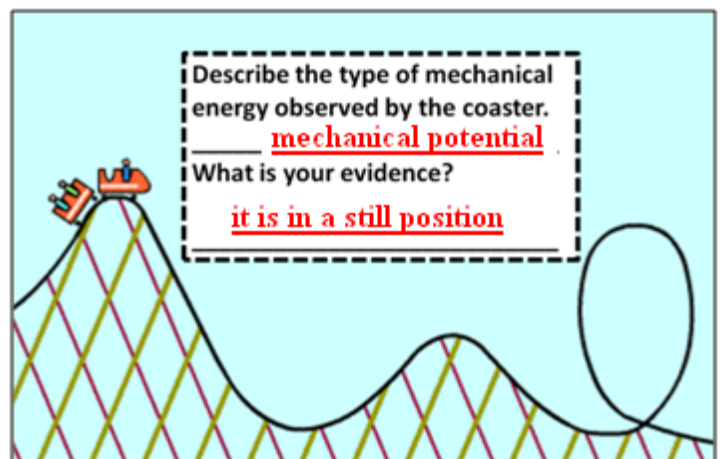 Describe the type of mechanical
energy observed by the coaster.
_____ mechanical potential .
What is your evidence?
it is in a still position